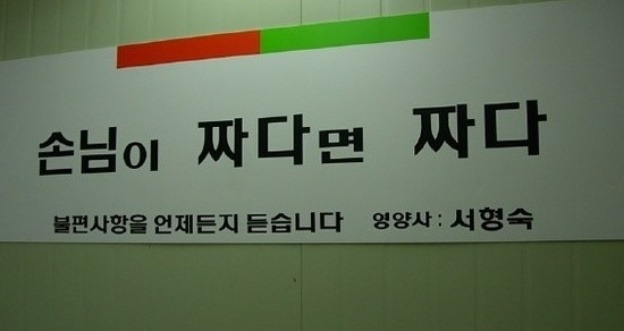 손님이 짜다면 짜다
불편사항을 언제든지 듣습니다 영양사 : 서형숙